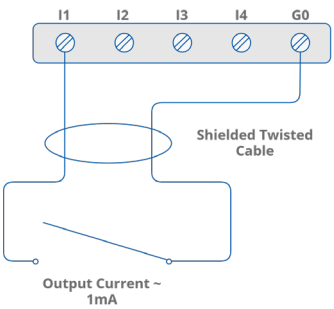 I1 I2 I3 I4 G0
Shielded Twisted
Cable
Output Current ~
1mA